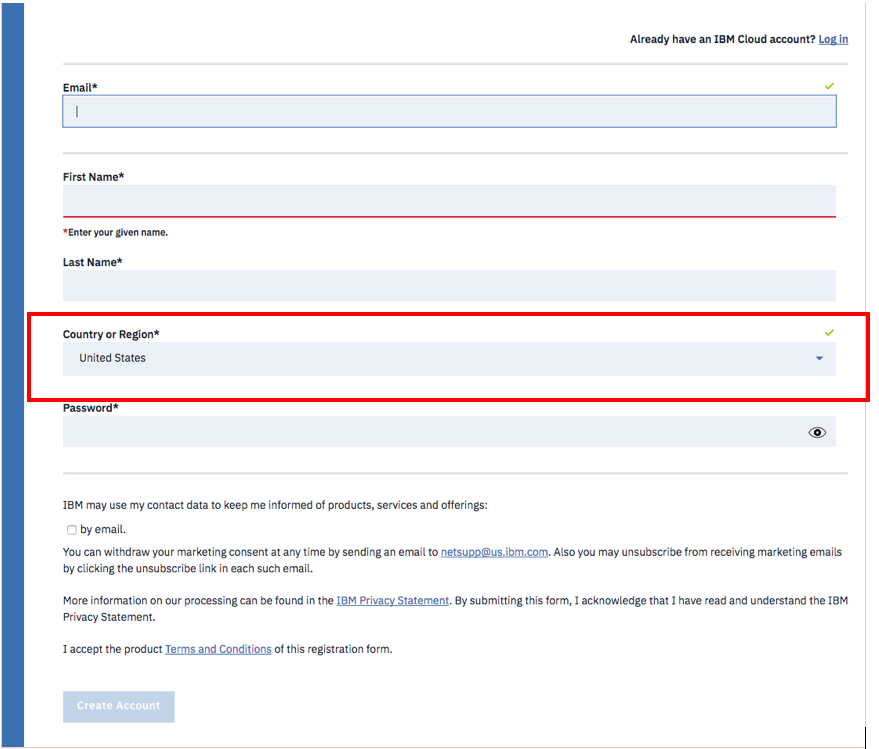 Already have an IBM Cloud account? Log in
Email*
First Name*
*Enter your given name.
Last Name*
Country or Region*
United States
Password*
IBM may use my contact data to keep me informed of products, services and offerings:
by email.
You can withdraw your marketing consent at any time by sending an email to netsupp@us.ibm.com. Also you may unsubscribe from receiving marketing emails
by clicking the unsubscribe link in each such email.
More information on our processing can be found in the IBM Privacy Statement. By submitting this form, I acknowledge that I have read and understand the IBM
Privacy Statement.
I accept the product Terms and Conditions of this registration form.
Create Account